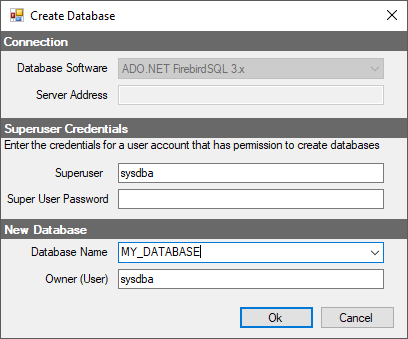 Create Database
Connection
Database Software ADO.NET FirebirdSQL 3.x
Server Address
Superuser Credentials
Enter the credentials for a user account that has permission to create databases
Superuser sysdba
Super User Password
New Database
Database Name MY_DATABASE
Owner (User) sysdba
Ok Cancel